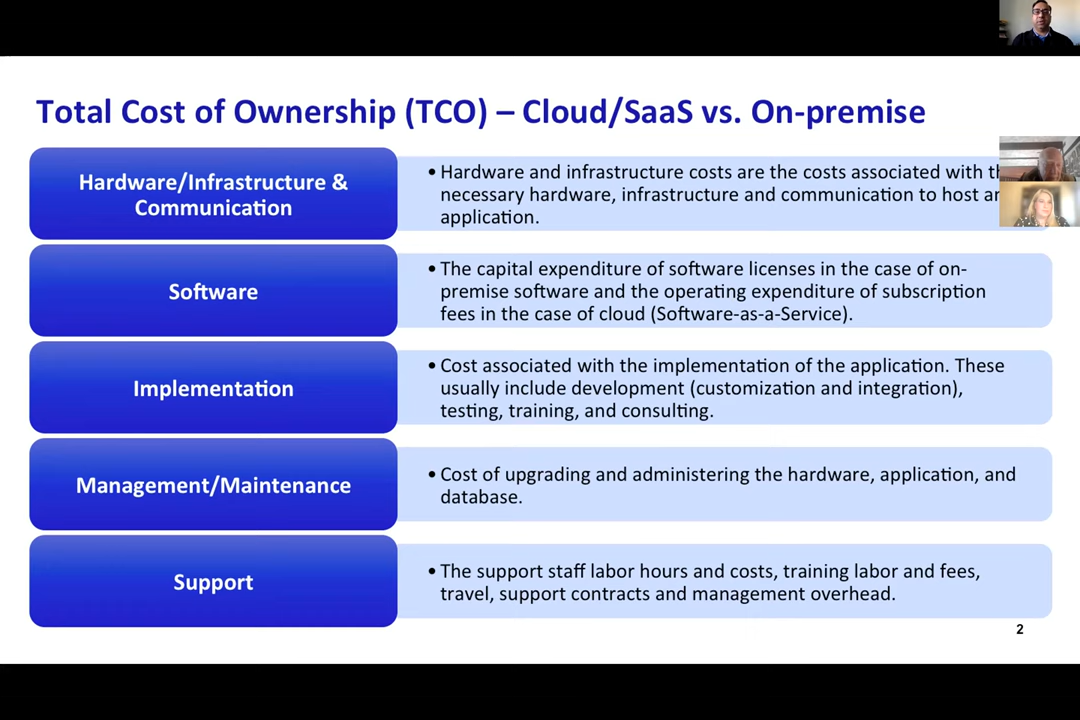 Total Cost of Ownership (TCO) – Cloud/SaaS vs. On-premise
Hardware/Infrastructure &
Communication
• Hardware and infrastructure costs are the costs associated with
necessary hardware, infrastructure and communication to host
application.
Software
• The capital expenditure of software licenses in the case of on-
premise software and the operating expenditure of subscription
fees in the case of cloud (Software-as-a-Service).
Implementation
• Cost associated with the implementation of the application. These
usually include development (customization and integration),
testing, training, and consulting.
Management/Maintenance
• Cost of upgrading and administering the hardware, application, and
database.
Support
• The support staff labor hours and costs, training labor and fees,
travel, support contracts and management overhead.
2